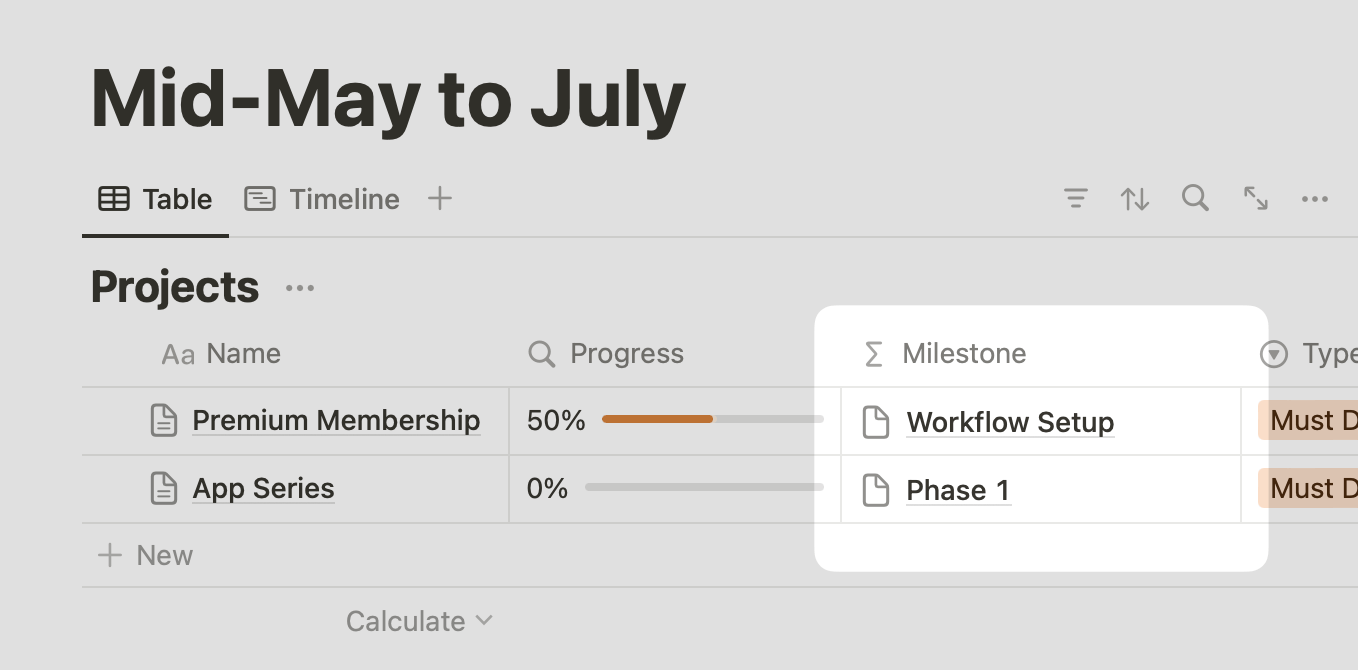 Mid-May to July
Table Timeline
Projects
Aa Name Progress Σ Milestone Type
Premium Membership 50% Workflow Setup Must D
App Series 0% Phase 1 Must D
New
Calculate